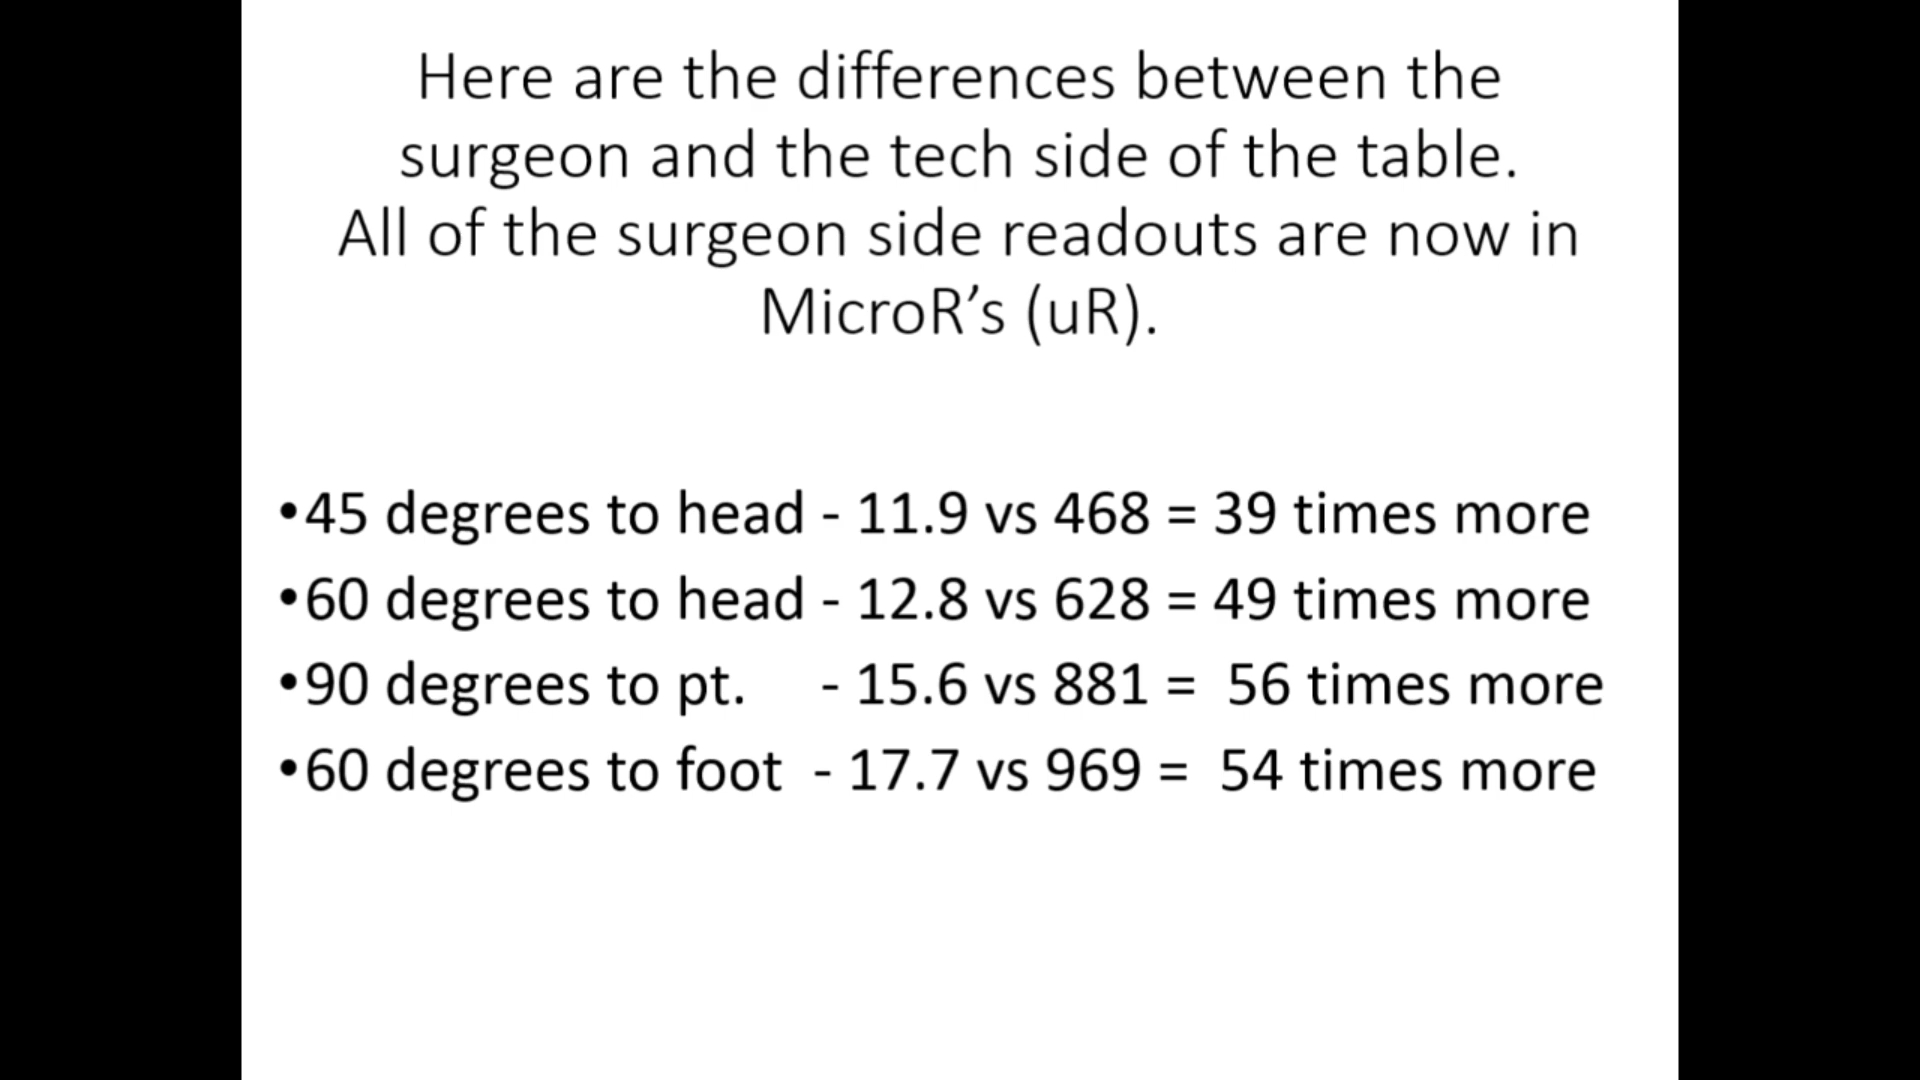 Here are the differences between the
surgeon and the tech side of the table.
All of the surgeon side readouts are now in
MicroR’s (uR).
•45 degrees to head - 11.9 vs 468 = 39 times more
•60 degrees to head - 12.8 vs 628 = 49 times more
•90 degrees to pt. - 15.6 vs 881 = 56 times more
•60 degrees to foot - 17.7 vs 969 = 54 times more